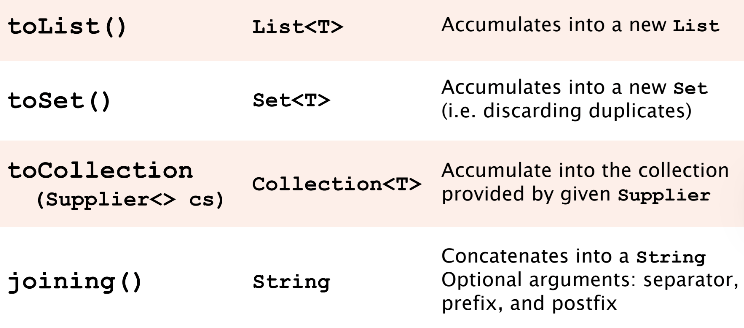 toList() List<T> Accumulates into a new List
toSet() Set<T> Accumulates into a new Set
(i.e. discarding duplicates)
toCollection
(Supplier<> cs) Collection<T> Accumulate into the collection
provided by given Supplier
joining() String Concatenates into a String
Optional arguments: separator,
prefix, and postfix